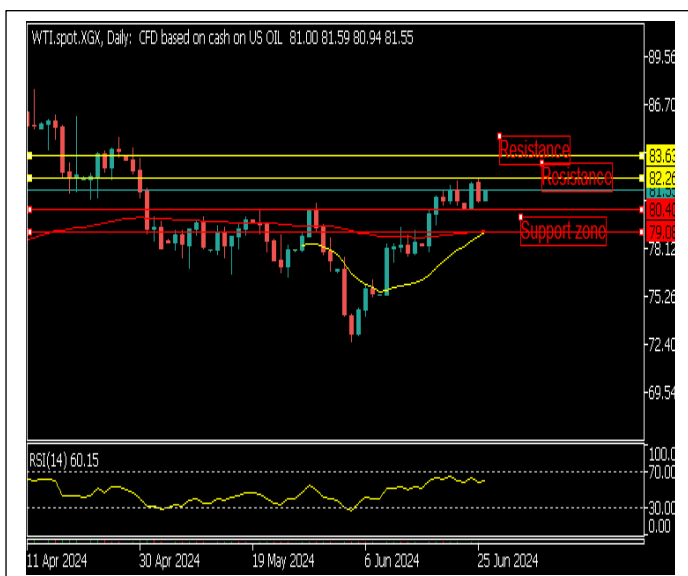 WTI.spot.XGX, Daily: CFD based on cash on US OIL 81.00 81.59 80.94 81.55
89.56
86.70
Resistance
83.63
Resistance
82.26
80.40
79.08
Support zone
78.12
75.26
72.40
69.54
RSI(14) 60.15
100.0
70.00
30.00
0.00
11 Apr 2024 30 Apr 2024 19 May 2024 6 Jun 2024 25 Jun 2024